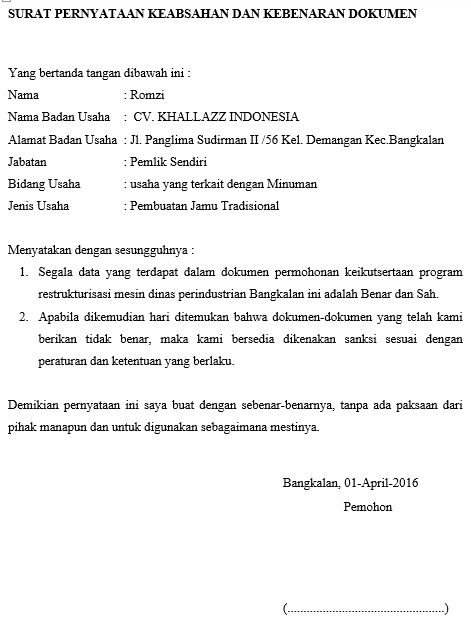 SURAT PERNYATAAN KEABSAHAN DAN KEBENARAN DOKUMEN
Yang bertanda tangan dibawah ini :
Nama : Romzi
Nama Badan Usaha : CV. KHALLAZZ INDONESIA
Alamat Badan Usaha : Jl. Panglima Sudirman II /56 Kel. Demangan Kec.Bangkalan
Jabatan : Pemlik Sendiri
Bidang Usaha : usaha yang terkait dengan Minuman
Jenis Usaha : Pembuatan Jamu Tradisional
Menyatakan dengan sesungguhnya :
1. Segala data yang terdapat dalam dokumen permohonan keikutsertaan program
restrukturisasi mesin dinas perindustrian Bangkalan ini adalah Benar dan Sah.
2. Apabila dikemudian hari ditemukan bahwa dokumen-dokumen yang telah kami
berikan tidak benar, maka kami bersedia dikenakan sanksi sesuai dengan
peraturan dan ketentuan yang berlaku.
Demikian pernyataan ini saya buat dengan sebenar-benarnya, tanpa ada paksaan dari
pihak manapun dan untuk digunakan sebagaimana mestinya.
Bangkalan, 01-April-2016
Pemohon
(.................................................)